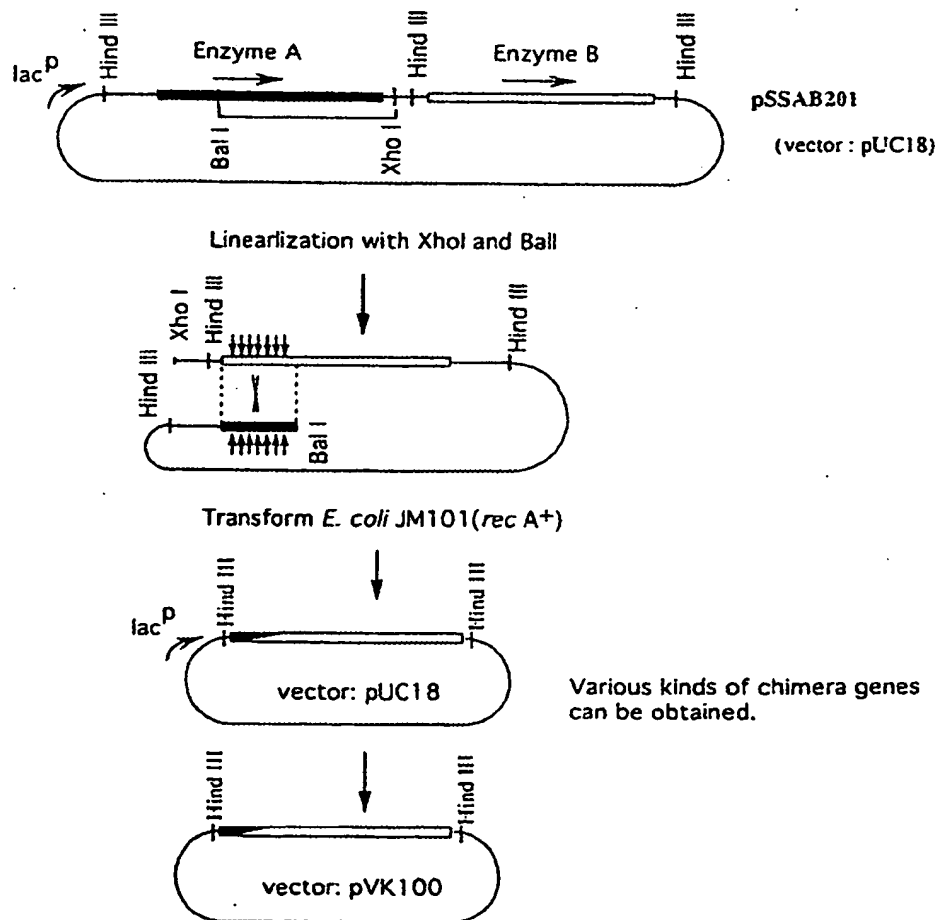 Hind III
Hind III
Hind III
lac p
Enzyme A
Enzyme B
pSSAB201
(vector : pUC18)
Bal I
Xho I
Linearlization with XhoI and BalI
Xho I
Hind III
Hind III
Hind III
Bal I
Transform E. coli JM101(rec A+)
Hind III
Hind III
lac p
vector: pUC18
Various kinds of chimera genes
can be obtained.
Hind III
Hind III
vector: pVK100